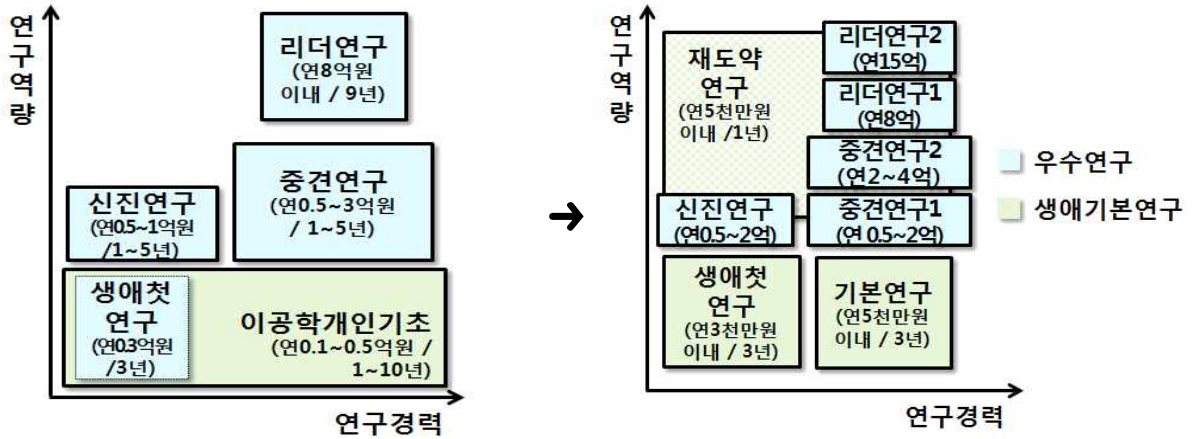 연구역량
리더연구
(연8억원
이내 / 9년)
중견연구
(연0.5~3억원
/ 1~5년)
신진연구
(연0.5~1억원
/1~5년)
생애첫
연구
(연0.3억원
/3년)
이공학개인기초
(연0.1~0.5억원 /
1~10년)
연구경력
연구역량
재도약
연구
(연5천만원
이내 /1년)
리더연구2
(연15억)
리더연구1
(연8억)
중견연구2
(연2~4억)
신진연구
(연0.5~2억)
중견연구1
(연 0.5~2억)
생애첫
연구
(연3천만원
이내 / 3년)
기본연구
(연5천만원
이내 / 3년)
연구경력
우수연구
생애기본연구